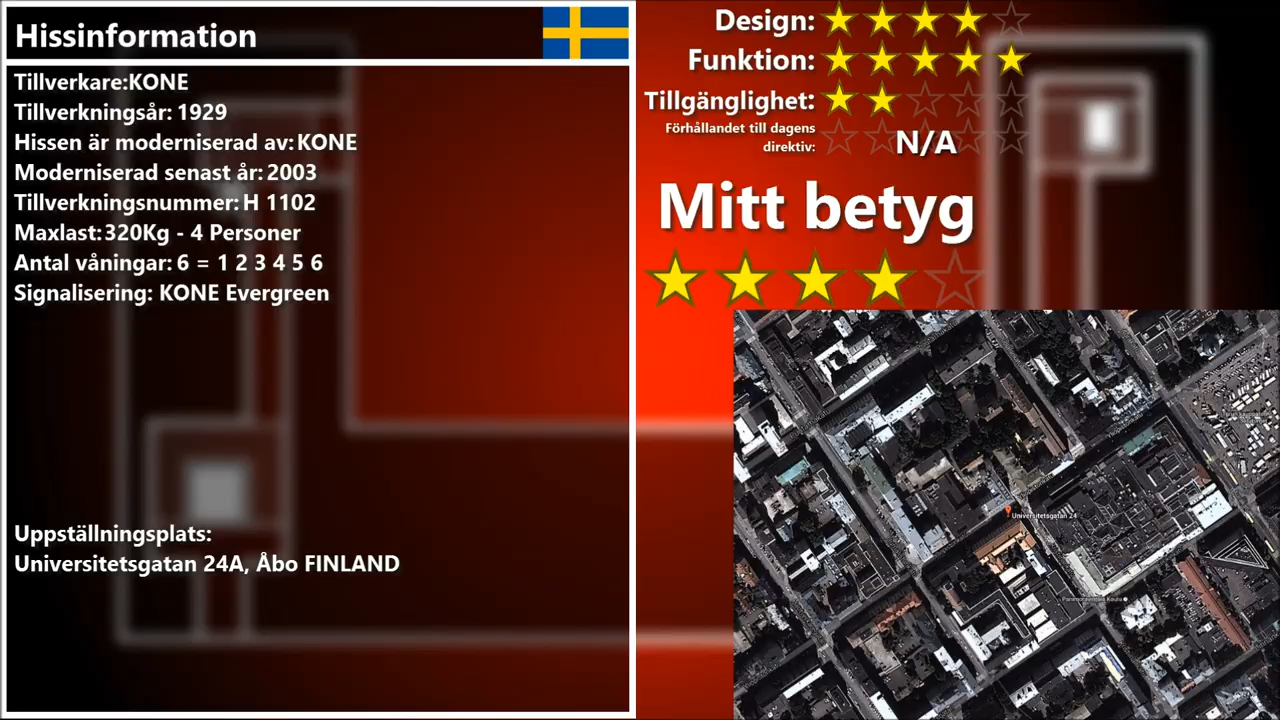 Hissinformation
Tillverkare:KONE
Tillverkningsår: 1929
Hissen är moderniserad av:KONE
Moderniserad senast år: 2003
Tillverkningsnummer: H 1102
Maxlast:320Kg - 4 Personer
Antal våningar: 6 = 1 2 3 4 5 6
Signalisering: KONE Evergreen
Uppställningsplats:
Universitetsgatan 24A, Åbo FINLAND
Design:
Funktion:
Tillgänglighet:
Förhållandet till dagens
direktiv:
N/A
Mitt betyg
Universitetsgatan 24